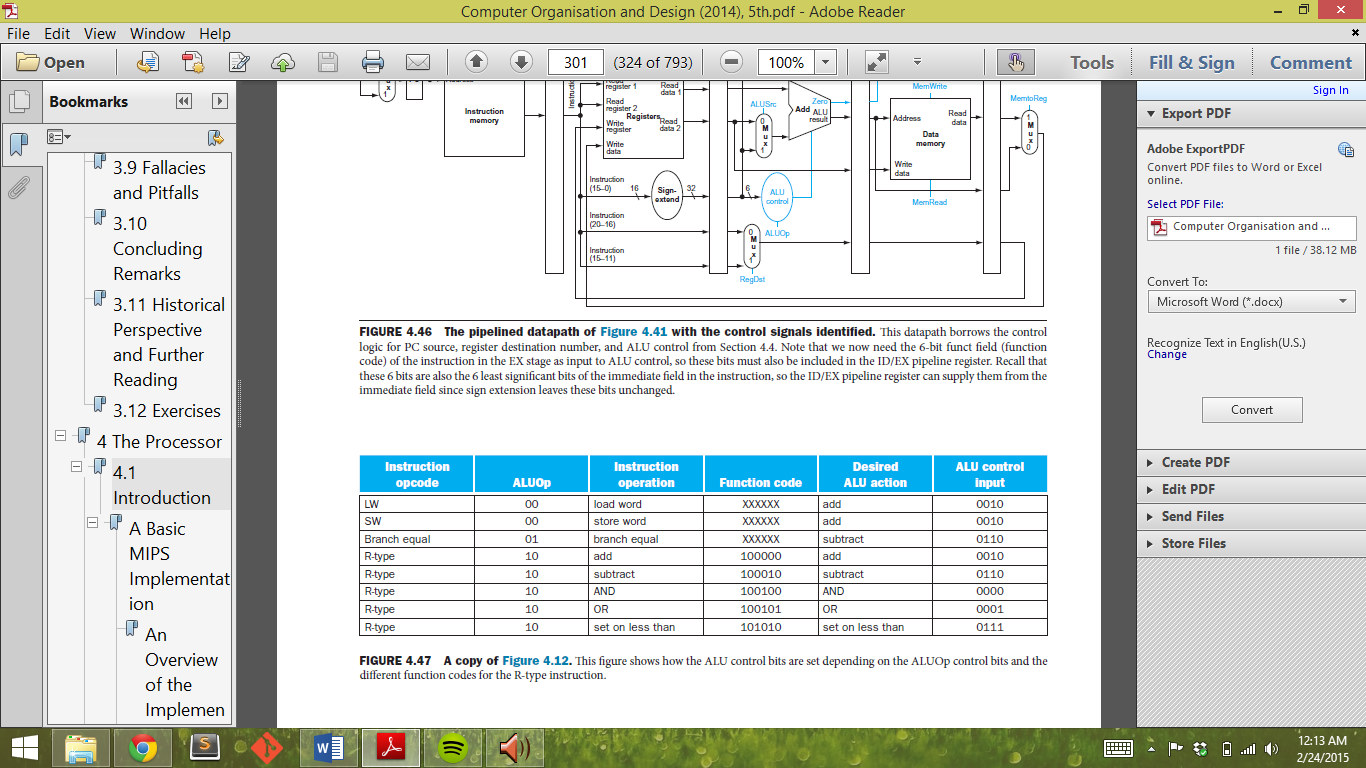 Computer Organisation and Design (2014), 5th.pdf - Adobe Reader
File Edit View Window Help
Open
301 (324 of 793)
100%
Tools Fill & Sign Comment
Bookmarks
3.9 Fallacies
and Pitfalls
3.10
Concluding
Remarks
3.11 Historical
Perspective
and Further
Reading
3.12 Exercises
4 The Processor
4.1
Introduction
A Basic
MIPS
Implementat
ion
An
Overview
of the
Implemen
Instruction
memory
register 1
Read
register 2
Write
register
Write
data
Registers
Read
data 1
Read
data 2
ALUSrc
0
M
u
x
1
Add
Zero
ALU
result
MemWrite
Address
Read
data
Data
memory
Write
data
MemRead
MemtoReg
1
M
u
x
0
Instruction
(15–0)
16
Sign-
extend
32
6
ALU
control
ALUOp
Instruction
(20–16)
Instruction
(15–11)
0
M
u
x
1
RegDst
FIGURE 4.46 The pipelined datapath of Figure 4.41 with the control signals identified. This datapath borrows the control
logic for PC source, register destination number, and ALU control from Section 4.4. Note that we now need the 6-bit funct field (function
code) of the instruction in the EX stage as input to ALU control, so these bits must also be included in the ID/EX pipeline register. Recall that
these 6 bits are also the 6 least significant bits of the immediate field in the instruction, so the ID/EX pipeline register can supply them from the
immediate field since sign extension leaves these bits unchanged.
Instruction opcode ALUOp Instruction operation Function code Desired ALU action ALU control input
LW 00 load word XXXXXX add 0010
SW 00 store word XXXXXX add 0010
Branch equal 01 branch equal XXXXXX subtract 0110
R-type 10 add 100000 add 0010
R-type 10 subtract 100010 subtract 0110
R-type 10 AND 100100 AND 0000
R-type 10 OR 100101 OR 0001
R-type 10 set on less than 101010 set on less than 0111
FIGURE 4.47 A copy of Figure 4.12. This figure shows how the ALU control bits are set depending on the ALUOp control bits and the
different function codes for the R-type instruction.
Sign In
Export PDF
Adobe ExportPDF
Convert PDF files to Word or Excel
online.
Select PDF File:
Computer Organisation and ...
1 file / 38.12 MB
Convert To:
Microsoft Word (*.docx)
Recognize Text in English(U.S.)
Change
Convert
Create PDF
Edit PDF
Send Files
Store Files
12:13 AM
2/24/2015